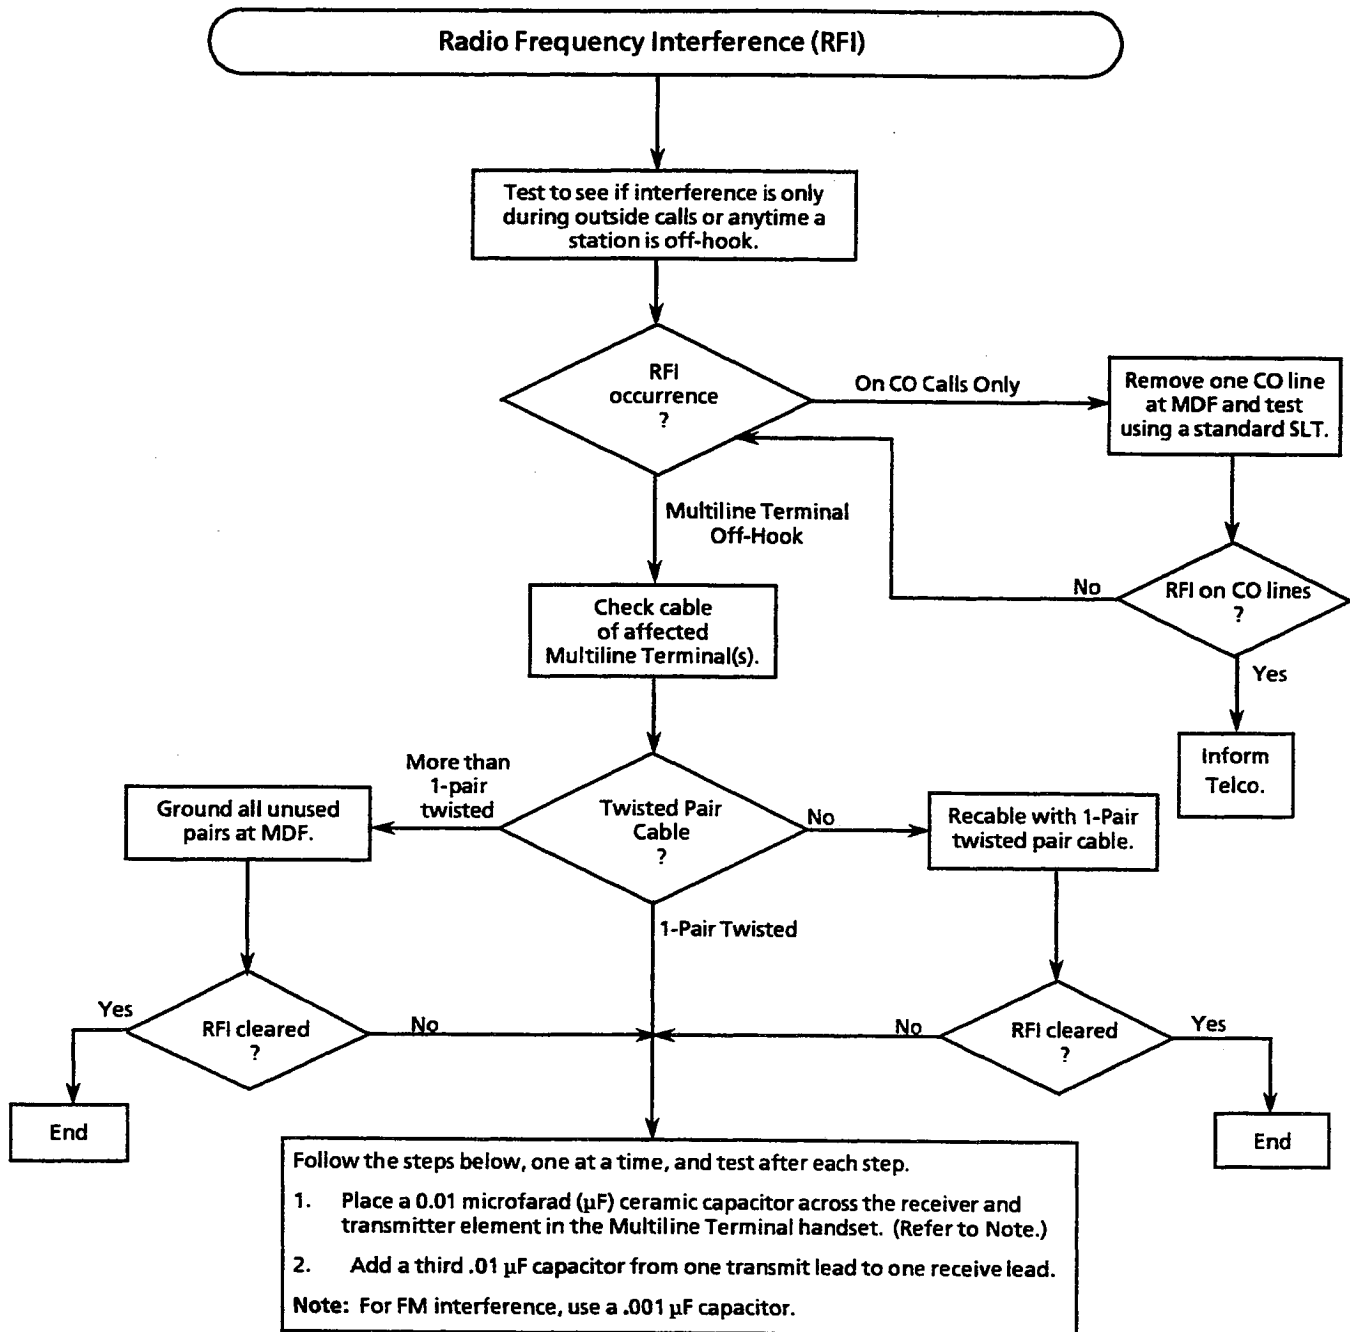 Radio Frequency Interference (RFI)
Test to see if interference is only
during outside calls or anytime a
station is off-hook.
RFI
occurrence
?
On CO Calls Only
Remove one CO line
at MDF and test
using a standard SLT.
Multiline Terminal
Off-Hook
No
RFI on CO lines
?
Yes
Inform
Telco.
Check cable
of affected
Multiline Terminal(s).
More than
1-pair
twisted
Ground all unused
pairs at MDF.
Twisted Pair
Cable
?
No
Recable with 1-Pair
twisted pair cable.
1-Pair Twisted
Yes
RFI cleared
?
No
No
RFI cleared
?
Yes
End
End
Follow the steps below, one at a time, and test after each step.
1. Place a 0.01 microfarad (µF) ceramic capacitor across the receiver and
transmitter element in the Multiline Terminal handset. (Refer to Note.)
2. Add a third .01 µF capacitor from one transmit lead to one receive lead.
Note: For FM interference, use a .001 µF capacitor.